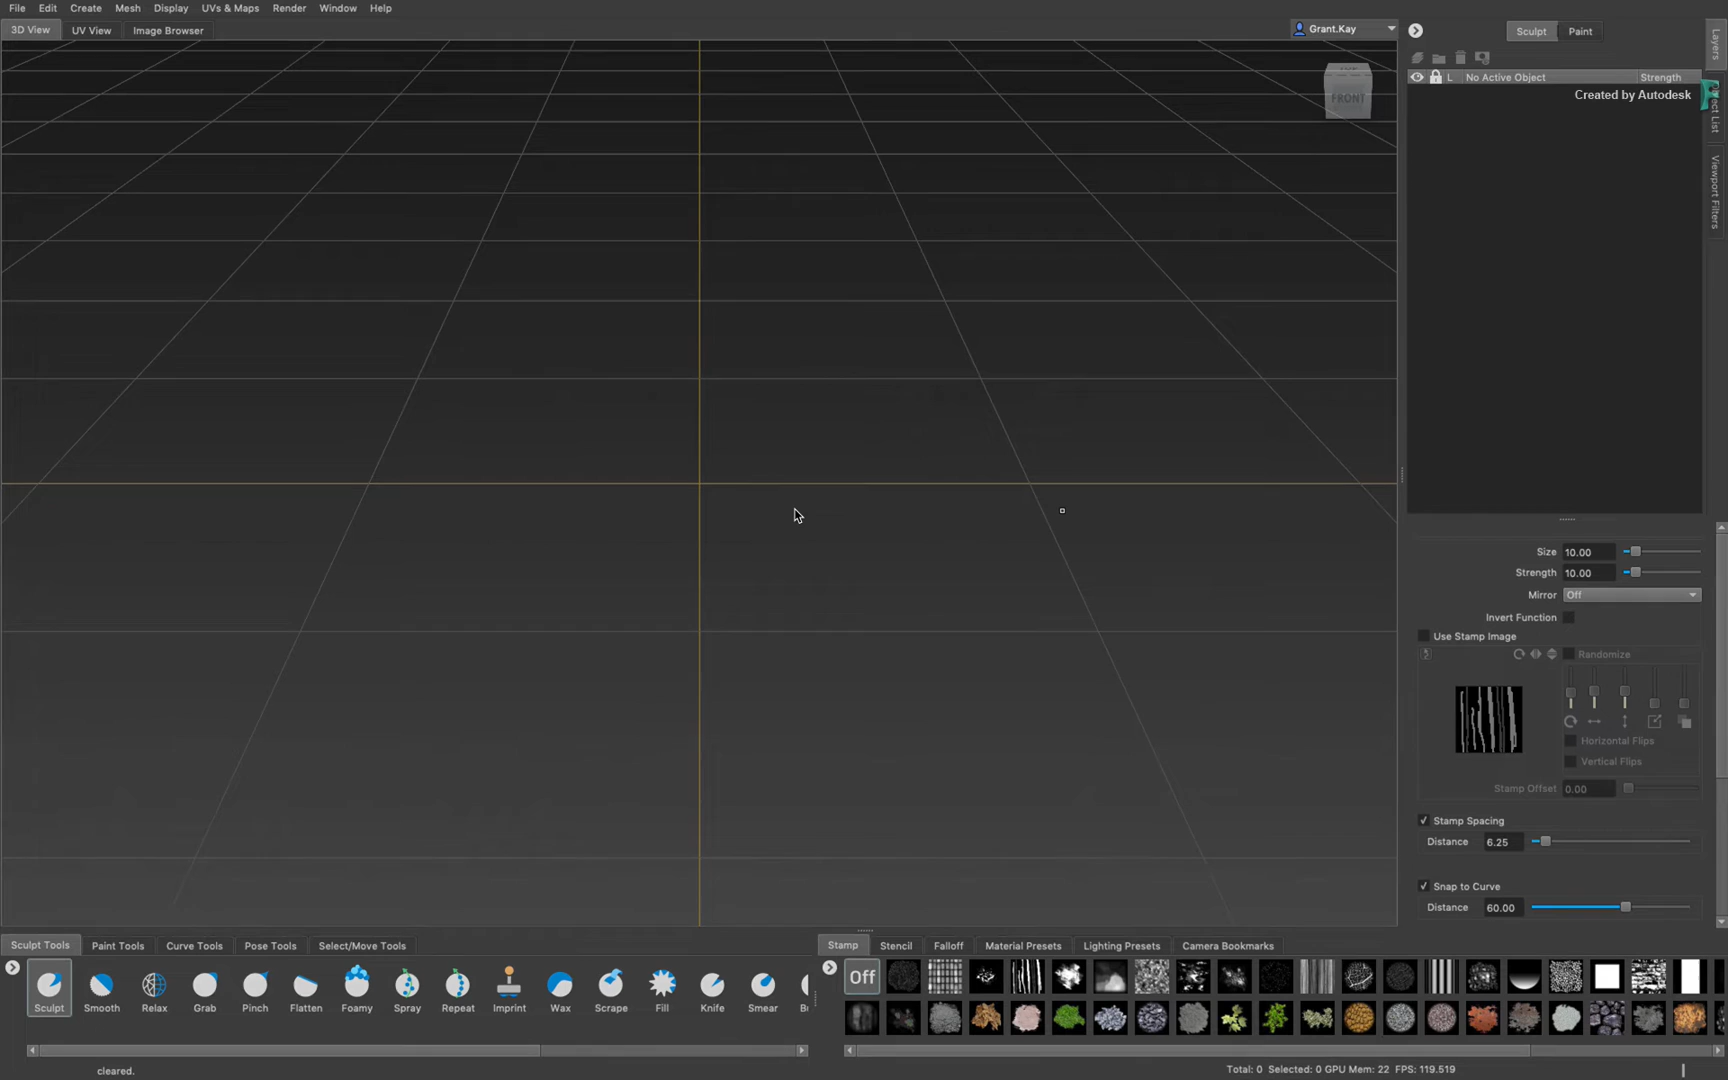 File Edit Create Mesh Display UVs & Maps Render Window Help
3D View UV View Image Browser
Grant.Kay
Sculpt Paint
Layers
Object List
Viewport Filters
L No Active Object Strength
Created by Autodesk
FRONT
Size 10.00
Strength 10.00
Mirror Off
Invert Function
Use Stamp Image
Randomize
Horizontal Flips
Vertical Flips
Stamp Offset 0.00
Stamp Spacing
Distance 6.25
Snap to Curve
Distance 60.00
Sculpt Tools Paint Tools Curve Tools Pose Tools Select/Move Tools
Sculpt Smooth Relax Grab Pinch Flatten Foamy Spray Repeat Imprint Wax Scrape Fill Knife Smear
Stamp Stencil Falloff Material Presets Lighting Presets Camera Bookmarks
Off
cleared.
Total: 0 Selected: 0 GPU Mem: 22 FPS: 119.519